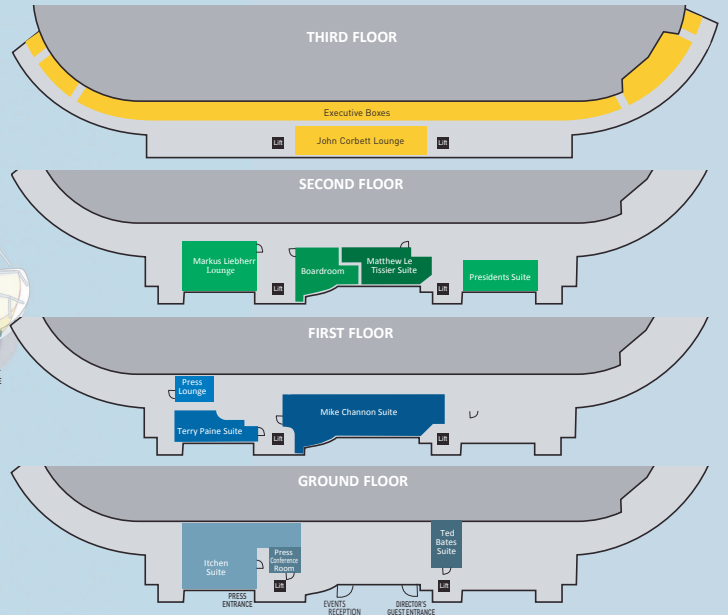 THIRD FLOOR
Executive Boxes
Lift
John Corbett Lounge
Lift
SECOND FLOOR
Markus Liebherr
Lounge
Lift
Boardroom
Matthew Le
Tissier Suite
Lift
Presidents Suite
FIRST FLOOR
Press
Lounge
Terry Paine Suite
Lift
Mike Channon Suite
Lift
GROUND FLOOR
Itchen
Suite
Press
Conference
Room
Lift
Ted
Bates
Suite
Lift
PRESS
ENTRANCE
EVENTS
RECEPTION
DIRECTOR'S
GUEST ENTRANCE
E